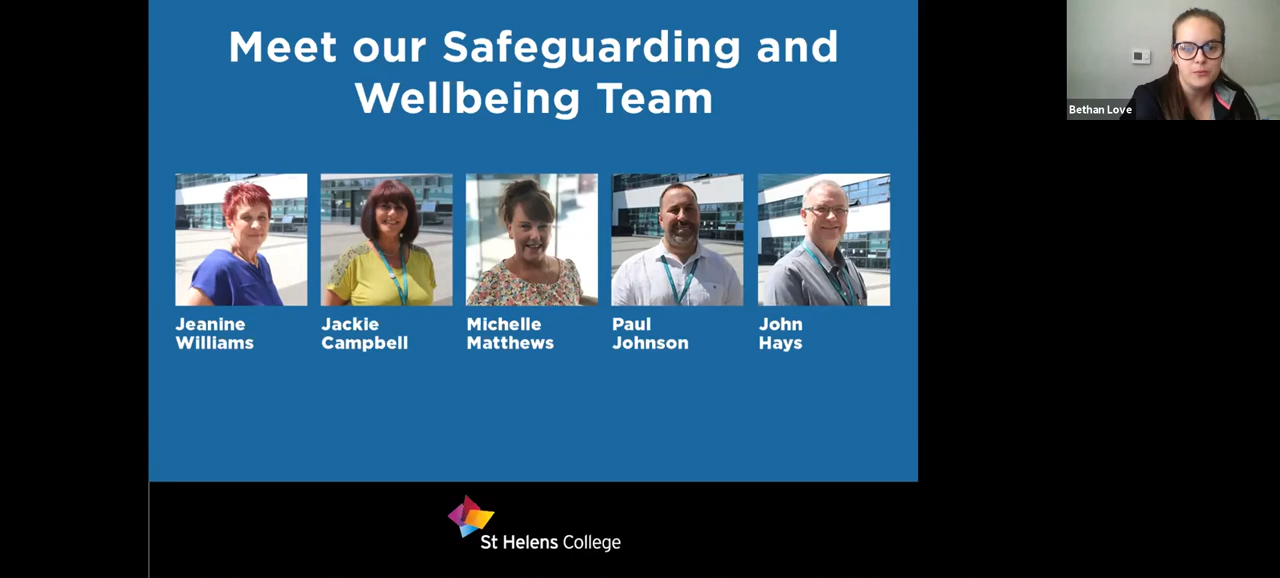 Meet our Safeguarding and
Wellbeing Team
Bethan Love
Jeanine
Williams
Jackie
Campbell
Michelle
Matthews
Paul
Johnson
John
Hays
St Helens College